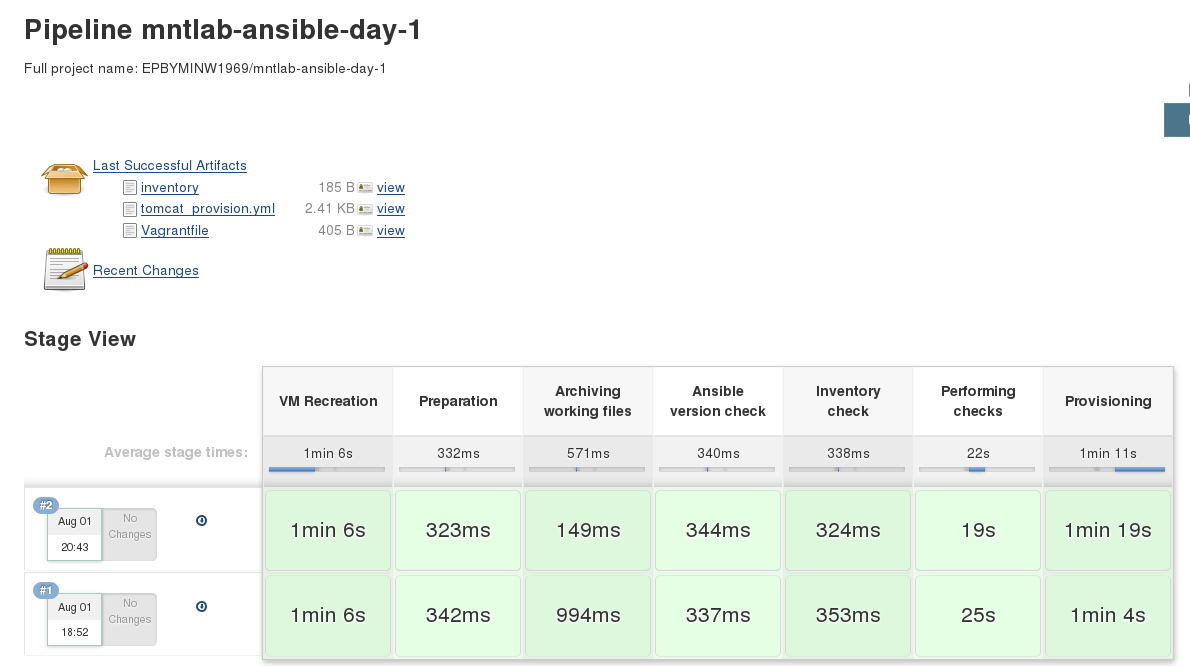 Pipeline mntlab-ansible-day-1
Full project name: EPBYMINW1969/mntlab-ansible-day-1
Last Successful Artifacts
inventory 185 B view
tomcat_provision.yml 2.41 KB view
Vagrantfile 405 B view
Recent Changes
Stage View
VM Recreation Preparation Archiving working files Ansible version check Inventory check Performing checks Provisioning
Average stage times: 1min 6s 332ms 571ms 340ms 338ms 22s 1min 11s
#2
Aug 01 20:43 No Changes 1min 6s 323ms 149ms 344ms 324ms 19s 1min 19s
#1
Aug 01 18:52 No Changes 1min 6s 342ms 994ms 337ms 353ms 25s 1min 4s